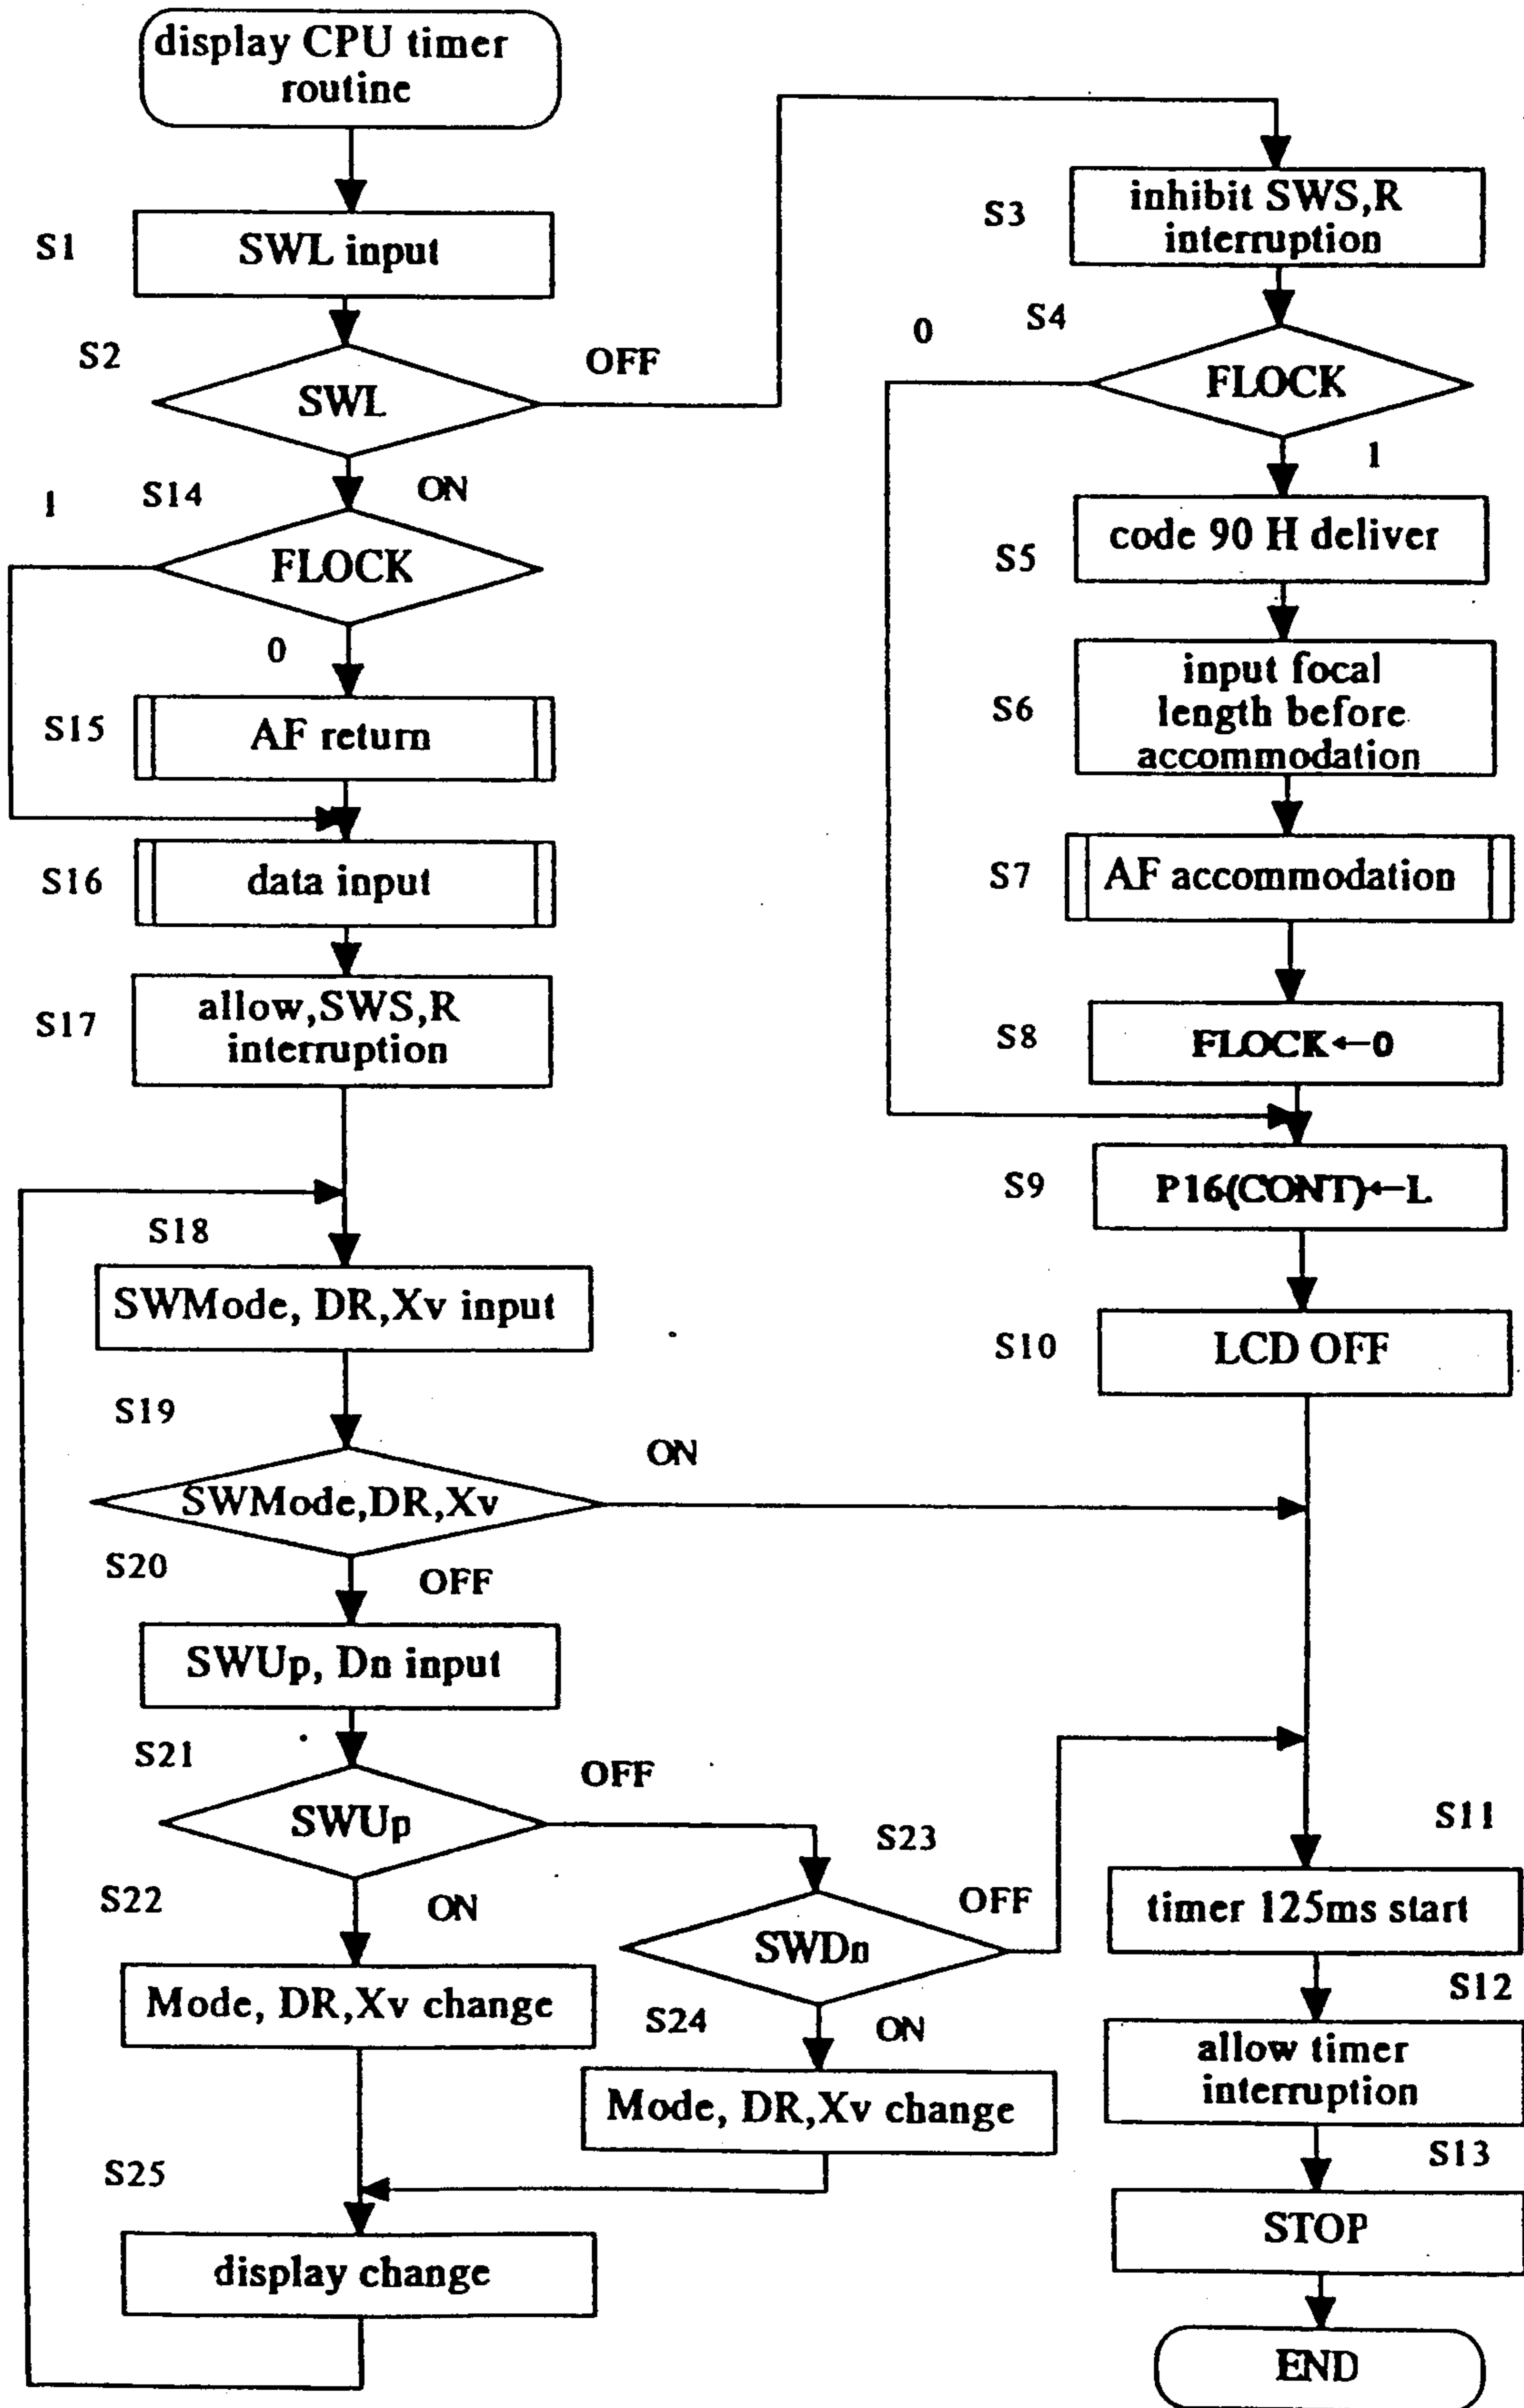 display CPU timer
routine
S1
SWL input
S2
SWL
OFF
ON
S14
1
FLOCK
0
S15
AF return
S16
data input
S17
allow,SWS,R
interruption
S18
SWMode, DR,Xv input
S19
SWMode,DR,Xv
ON
S20
OFF
SWUp, Dn input
S21
SWUp
OFF
S22
ON
Mode, DR,Xv change
S23
SWDn
OFF
S24
ON
Mode, DR,Xv change
S25
display change
S3
inhibit SWS,R
interruption
S4
0
FLOCK
1
S5
code 90 H deliver
S6
input focal
length before
accommodation
S7
AF accommodation
S8
FLOCK←0
S9
P16(CONT)←L
S10
LCD OFF
S11
timer 125ms start
S12
allow timer
interruption
S13
STOP
END